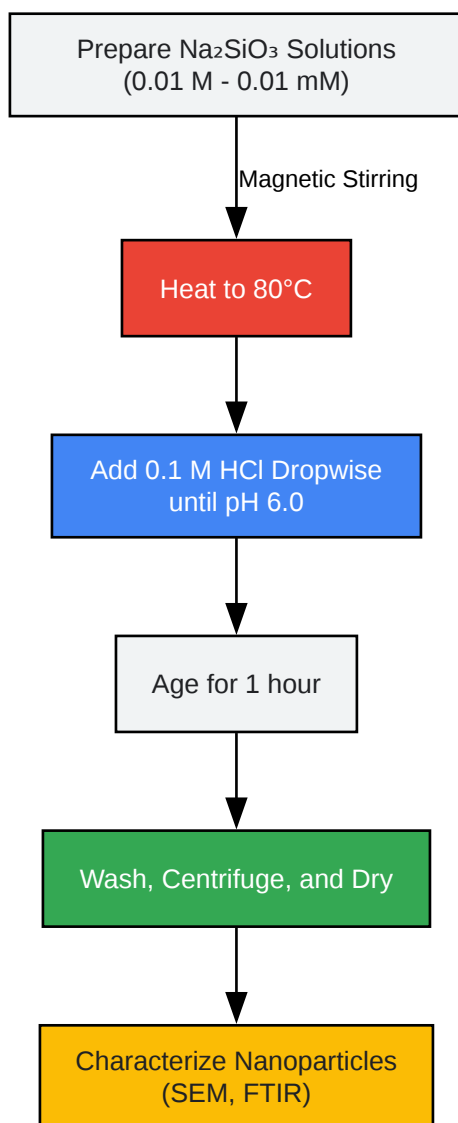 Prepare Na₂SiO₃ Solutions
(0.01 M - 0.01 mM)
Magnetic Stirring
Heat to 80°C
Add 0.1 M HCl Dropwise
until pH 6.0
Age for 1 hour
Wash, Centrifuge, and Dry
Characterize Nanoparticles
(SEM, FTIR)